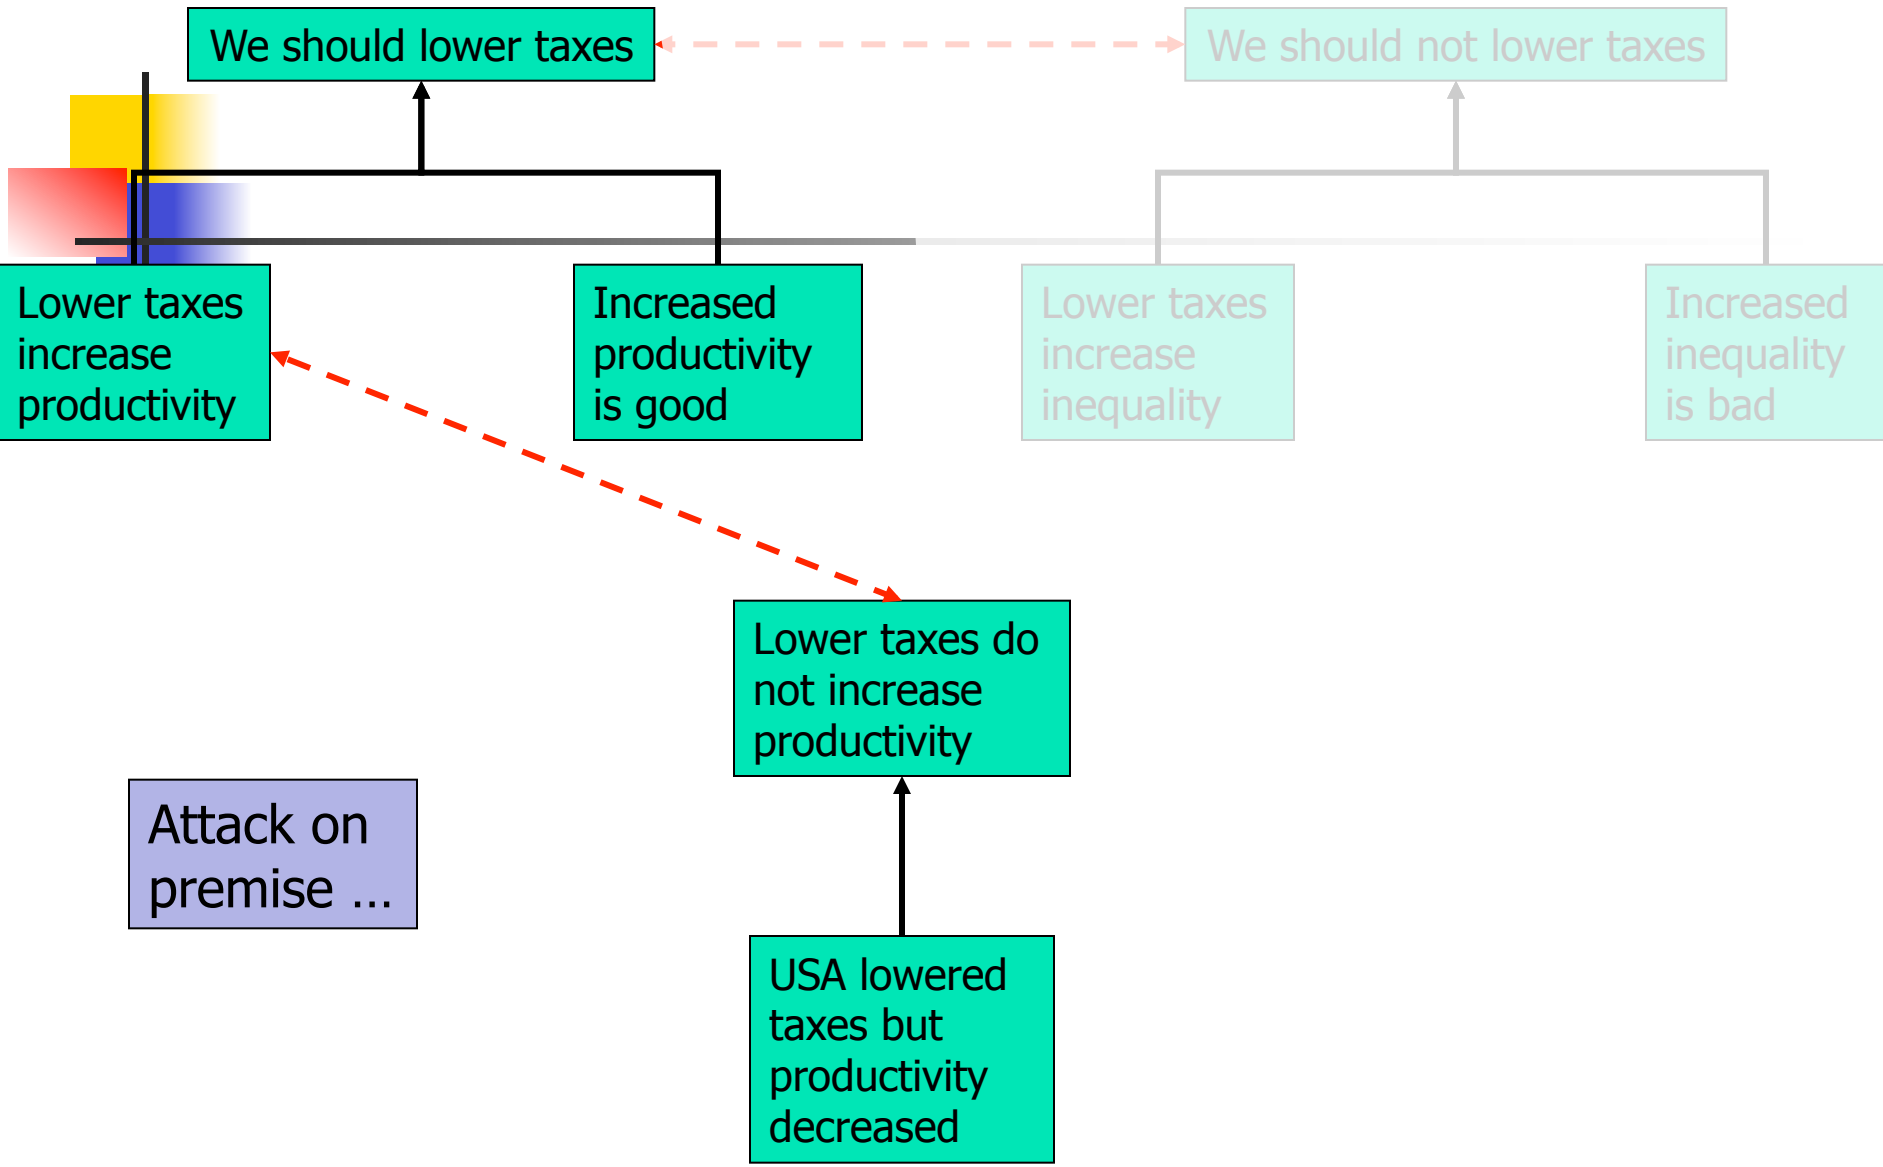 We should lower taxes
We should not lower taxes
Lower taxes
increase
productivity
Increased
productivity
is good
Lower taxes
increase
inequality
Increased
inequality
is bad
Lower taxes do
not increase
productivity
Attack on
premise ...
USA lowered
taxes but
productivity
decreased